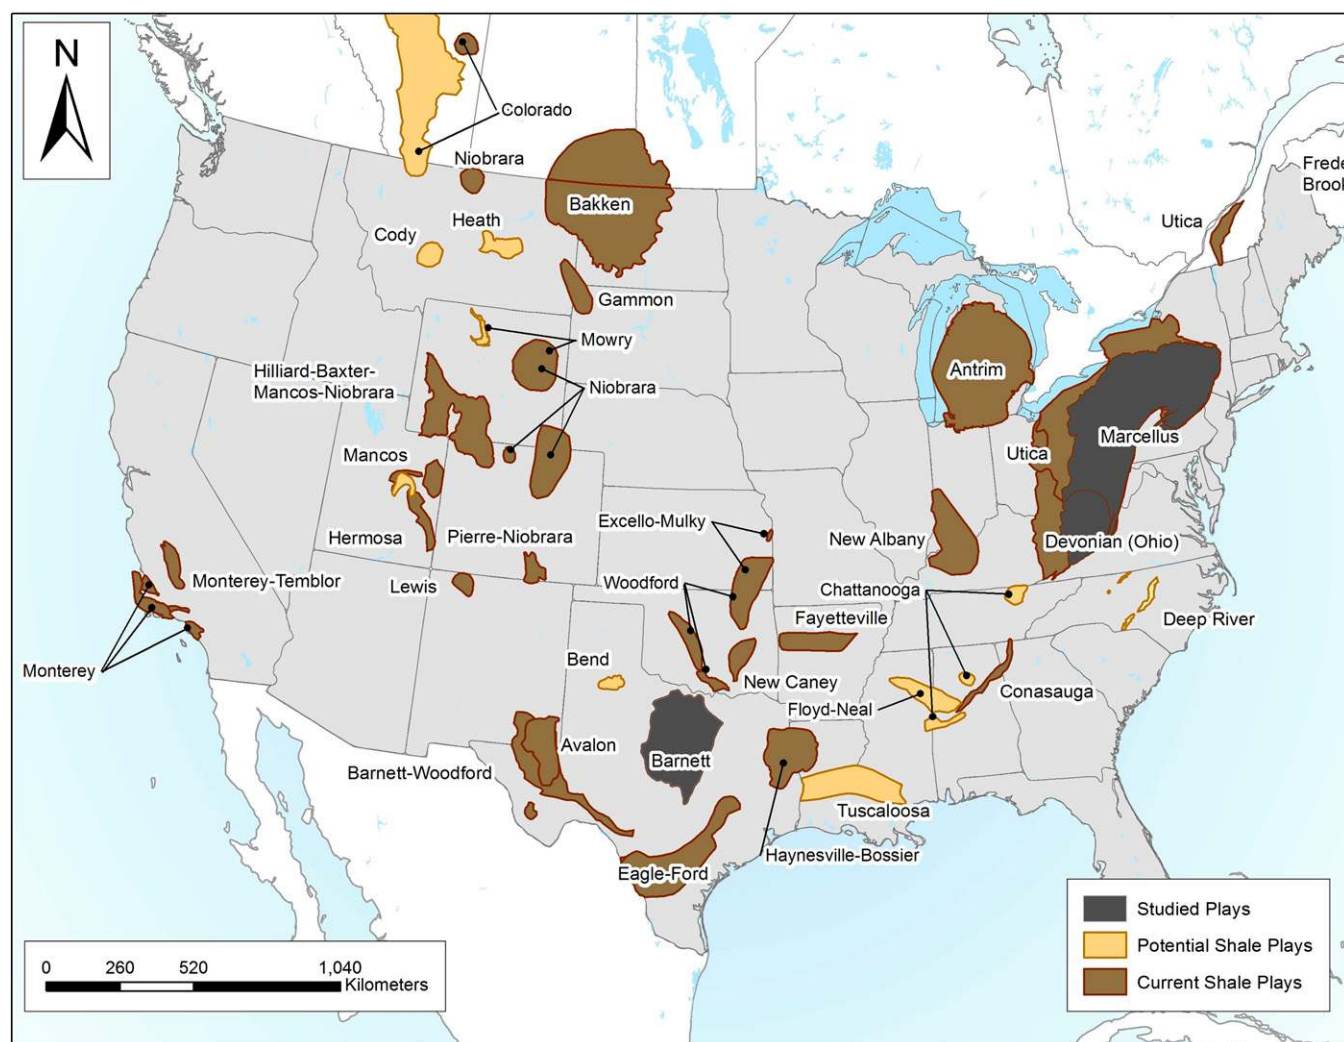 N
Colorado
Niobrara
Bakken
Frede
Brook
Utica
Heath
Cody
Gammon
Mowry
Hilliard-Baxter-
Mancos-Niobrara
Niobrara
Antrim
Marcellus
Utica
Mancos
Excello-Mulky
Hermosa
Pierre-Niobrara
New Albany
Devonian (Ohio)
Monterey-Temblor
Lewis
Woodford
Chattanooga
Fayetteville
Deep River
Monterey
Bend
New Caney
Conasauga
Floyd-Neal
Avalon
Barnett
Barnett-Woodford
Tuscaloosa
Haynesville-Bossier
Eagle-Ford
Studied Plays
Potential Shale Plays
Current Shale Plays
0 260 520 1,040
Kilometers